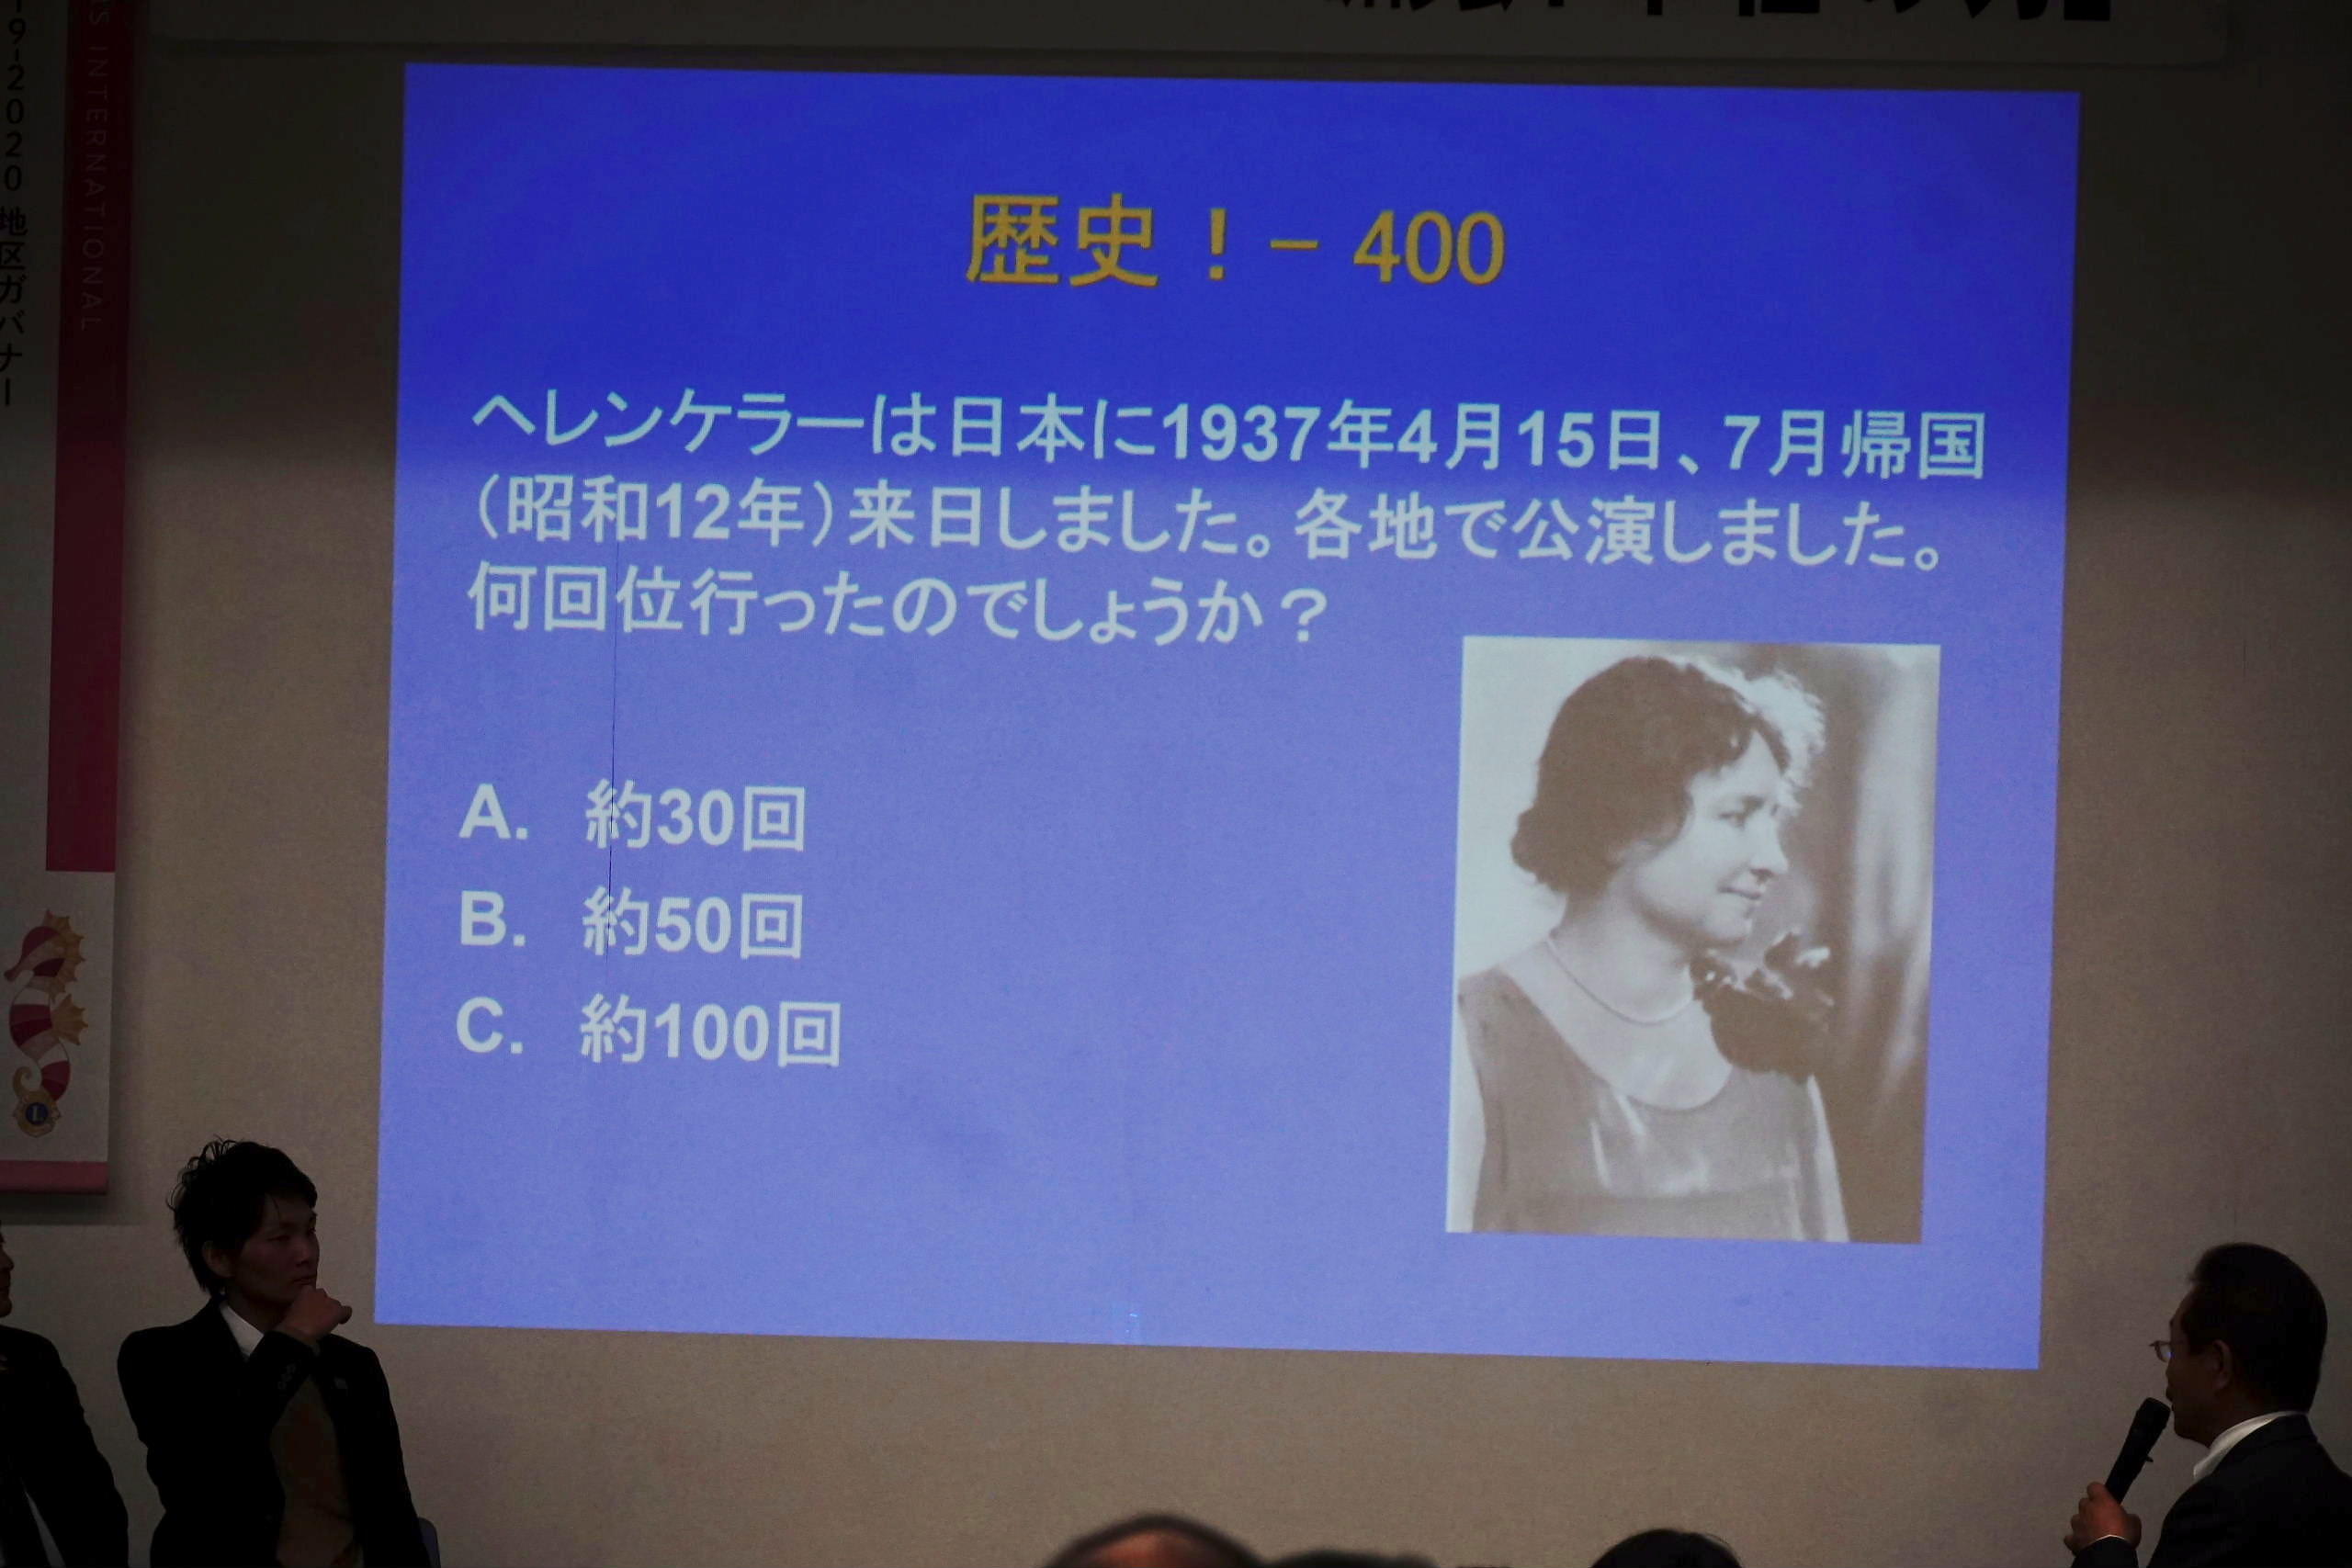 歴史！－ 400
ヘレンケラーは日本に1937年4月15日、7月帰国
（昭和12年）来日しました。各地で公演しました。
何回位行ったのでしょうか？
A. 約30回
B. 約50回
C. 約100回
INTERNATIONAL
9-2020 地区ガバナー
L